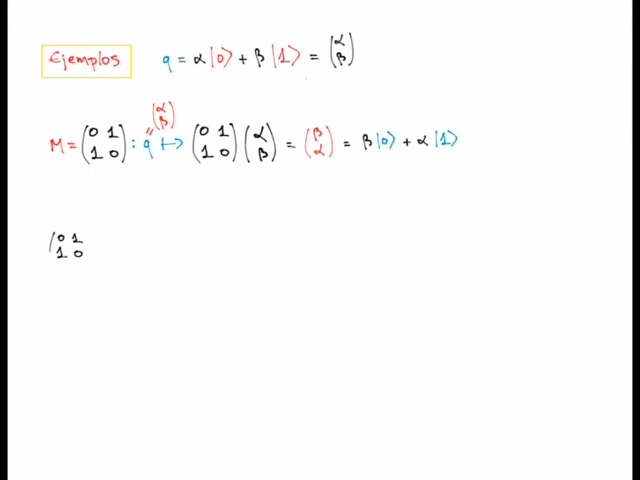 Ejemplos q = α|0⟩ + β|1⟩ = (α β)
(α β)
M = (0 1 1 0) : q ↦ (0 1 1 0) (α β) = (β α) = β|0⟩ + α|1⟩
(0 1
1 0